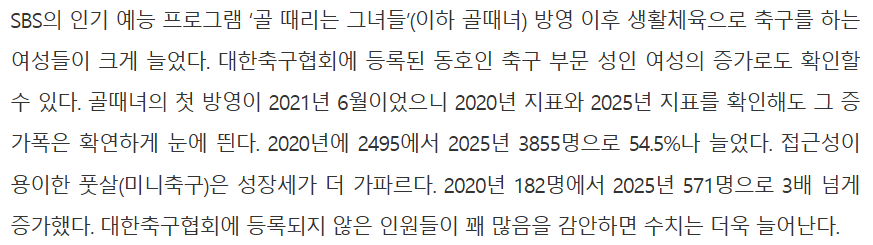 SBS의 인기 예능 프로그램 '골 때리는 그녀들'(이하 골때녀) 방영 이후 생활체육으로 축구를 하는
여성들이 크게 늘었다. 대한축구협회에 등록된 동호인 축구 부문 성인 여성의 증가로도 확인할
수 있다. 골때녀의 첫 방영이 2021년 6월이었으니 2020년 지표와 2025년 지표를 확인해도 그 증
가폭은 확연하게 눈에 띈다. 2020년에 2495에서 2025년 3855명으로 54.5%나 늘었다. 접근성이
용이한 풋살(미니축구)은 성장세가 더 가파르다. 2020년 182명에서 2025년 571명으로 3배 넘게
증가했다. 대한축구협회에 등록되지 않은 인원들이 꽤 많음을 감안하면 수치는 더욱 늘어난다.